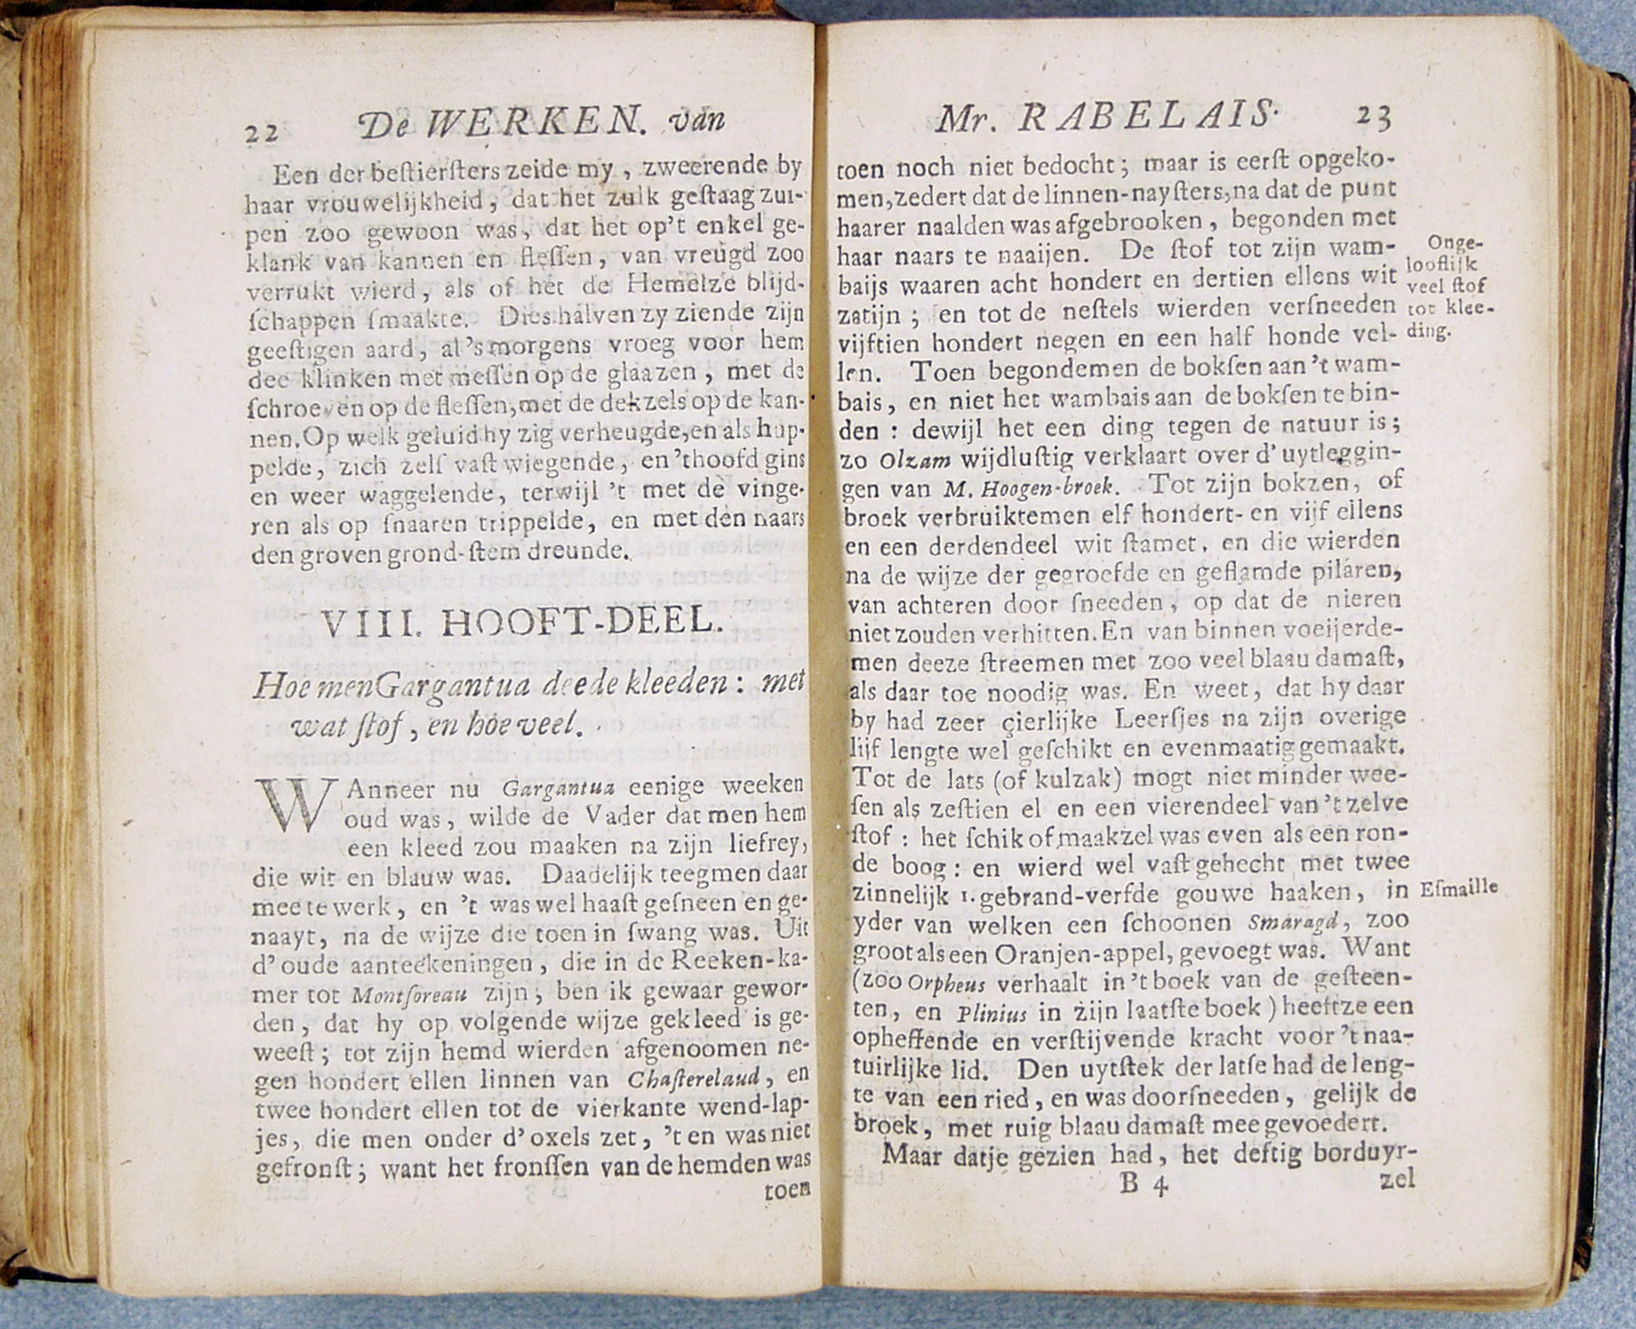 22 De WERKEN. van
Een der beſtierſters zeide my, zweerende by
haar vrouwelijkheid, dat het zulk geſtaag zui-
pen zoo gewoon was, dat het op't enkel ge-
klank van kannen en fleſſen, van vreugd zoo
verrukt wierd, als of het de Hemelze blijd-
ſchappen ſmaakte. Dies halven zy ziende zijn
geeſtigen aard, al 's morgens vroeg voor hem
dee klinken met meſſen op de glaazen, met de
ſchroeven op de fleſſen, met de dekzels op de kan-
nen. Op welk geluid hy zig verheugde, en als hup-
pelde, zich zelf vaſt wiegende, en 'thoofd gins
en weer waggelende, terwijl 't met de vinge-
ren als op ſnaaren trippelde, en met den naars
den groven grond-ſtem dreunde.
VIII. HOOFT-DEEL.
Hoe men Gargantua deede kleeden: met
wat ſtof, en hoe veel.
WAnneer nu Gargantua eenige weeken
oud was, wilde de Vader dat men hem
een kleed zou maaken na zijn liefrey,
die wit en blauw was. Daadelijk teegmen daar
mee te werk, en 't was wel haaſt geſneen en ge-
naayt, na de wijze die toen in ſwang was. Uit
d'oude aanteekeningen, die in de Reeken-ka-
mer tot Montſoreau zijn, ben ik gewaar gewor-
den, dat hy op volgende wijze gekleed is ge-
weeſt; tot zijn hemd wierden afgenoomen ne-
gen hondert ellen linnen van Chaſterelaud, en
twee hondert ellen tot de vierkante wend-lap-
jes, die men onder d'oxels zet, 't en was niet
gefronſt; want het fronſſen van de hemden was
toen
Mr. RABELAIS. 23
toen noch niet bedocht; maar is eerſt opgeko-
men, zedert dat de linnen-nayſters, na dat de punt
haarer naalden was afgebrooken, begonden met
haar naars te naaijen. De ſtof tot zijn wam-
baijs waaren acht hondert en dertien ellens wit
zatijn; en tot de neſtels wierden verſneeden
vijftien hondert negen en een half honde vel-
len. Toen begondemen de bokſen aan 't wam-
bais, en niet het wambais aan de bokſen te bin-
den: dewijl het een ding tegen de natuur is;
zo Olzam wijdluſtig verklaart over d'uytleggin-
gen van M. Hoogen-broek. Tot zijn bokzen, of
broek verbruiktemen elf hondert- en vijf ellens
en een derdendeel wit ſtamet, en die wierden
na de wijze der gegroefde en geflamde pilaren,
van achteren door ſneeden, op dat de nieren
niet zouden verhitten. En van binnen voeijerde-
men deeze ſtreemen met zoo veel blaau damaſt,
als daar toe noodig was. En weet, dat hy daar
by had zeer çierlijke Leerſjes na zijn overige
lijf lengte wel geſchikt en evenmaatig gemaakt.
Tot de lats (of kulzak) mogt niet minder wee-
ſen als zeſtien el en een vierendeel van 't zelve
ſtof: het ſchik of maakzel was even als een ron-
de boog: en wierd wel vaſt gehecht met twee
zinnelijk 1. gebrand-verfde gouwe haaken, in
yder van welken een ſchoonen Smaragd, zoo
groot als een Oranjen-appel, gevoegt was. Want
(zoo Orpheus verhaalt in 't boek van de geſteen-
ten, en Plinius in zijn laatſte boek) heeftze een
opheffende en verſtijvende kracht voor 't naa-
tuirlijke lid. Den uytſtek der latſe had de leng-
te van een ried, en was doorſneeden, gelijk de
broek, met ruig blaau damaſt mee gevoedert.
Maar datje gezien had, het deftig borduyr-
B 4 zel
Onge-
looflijk
veel ſtof
tot klee-
ding.
Eſmaille